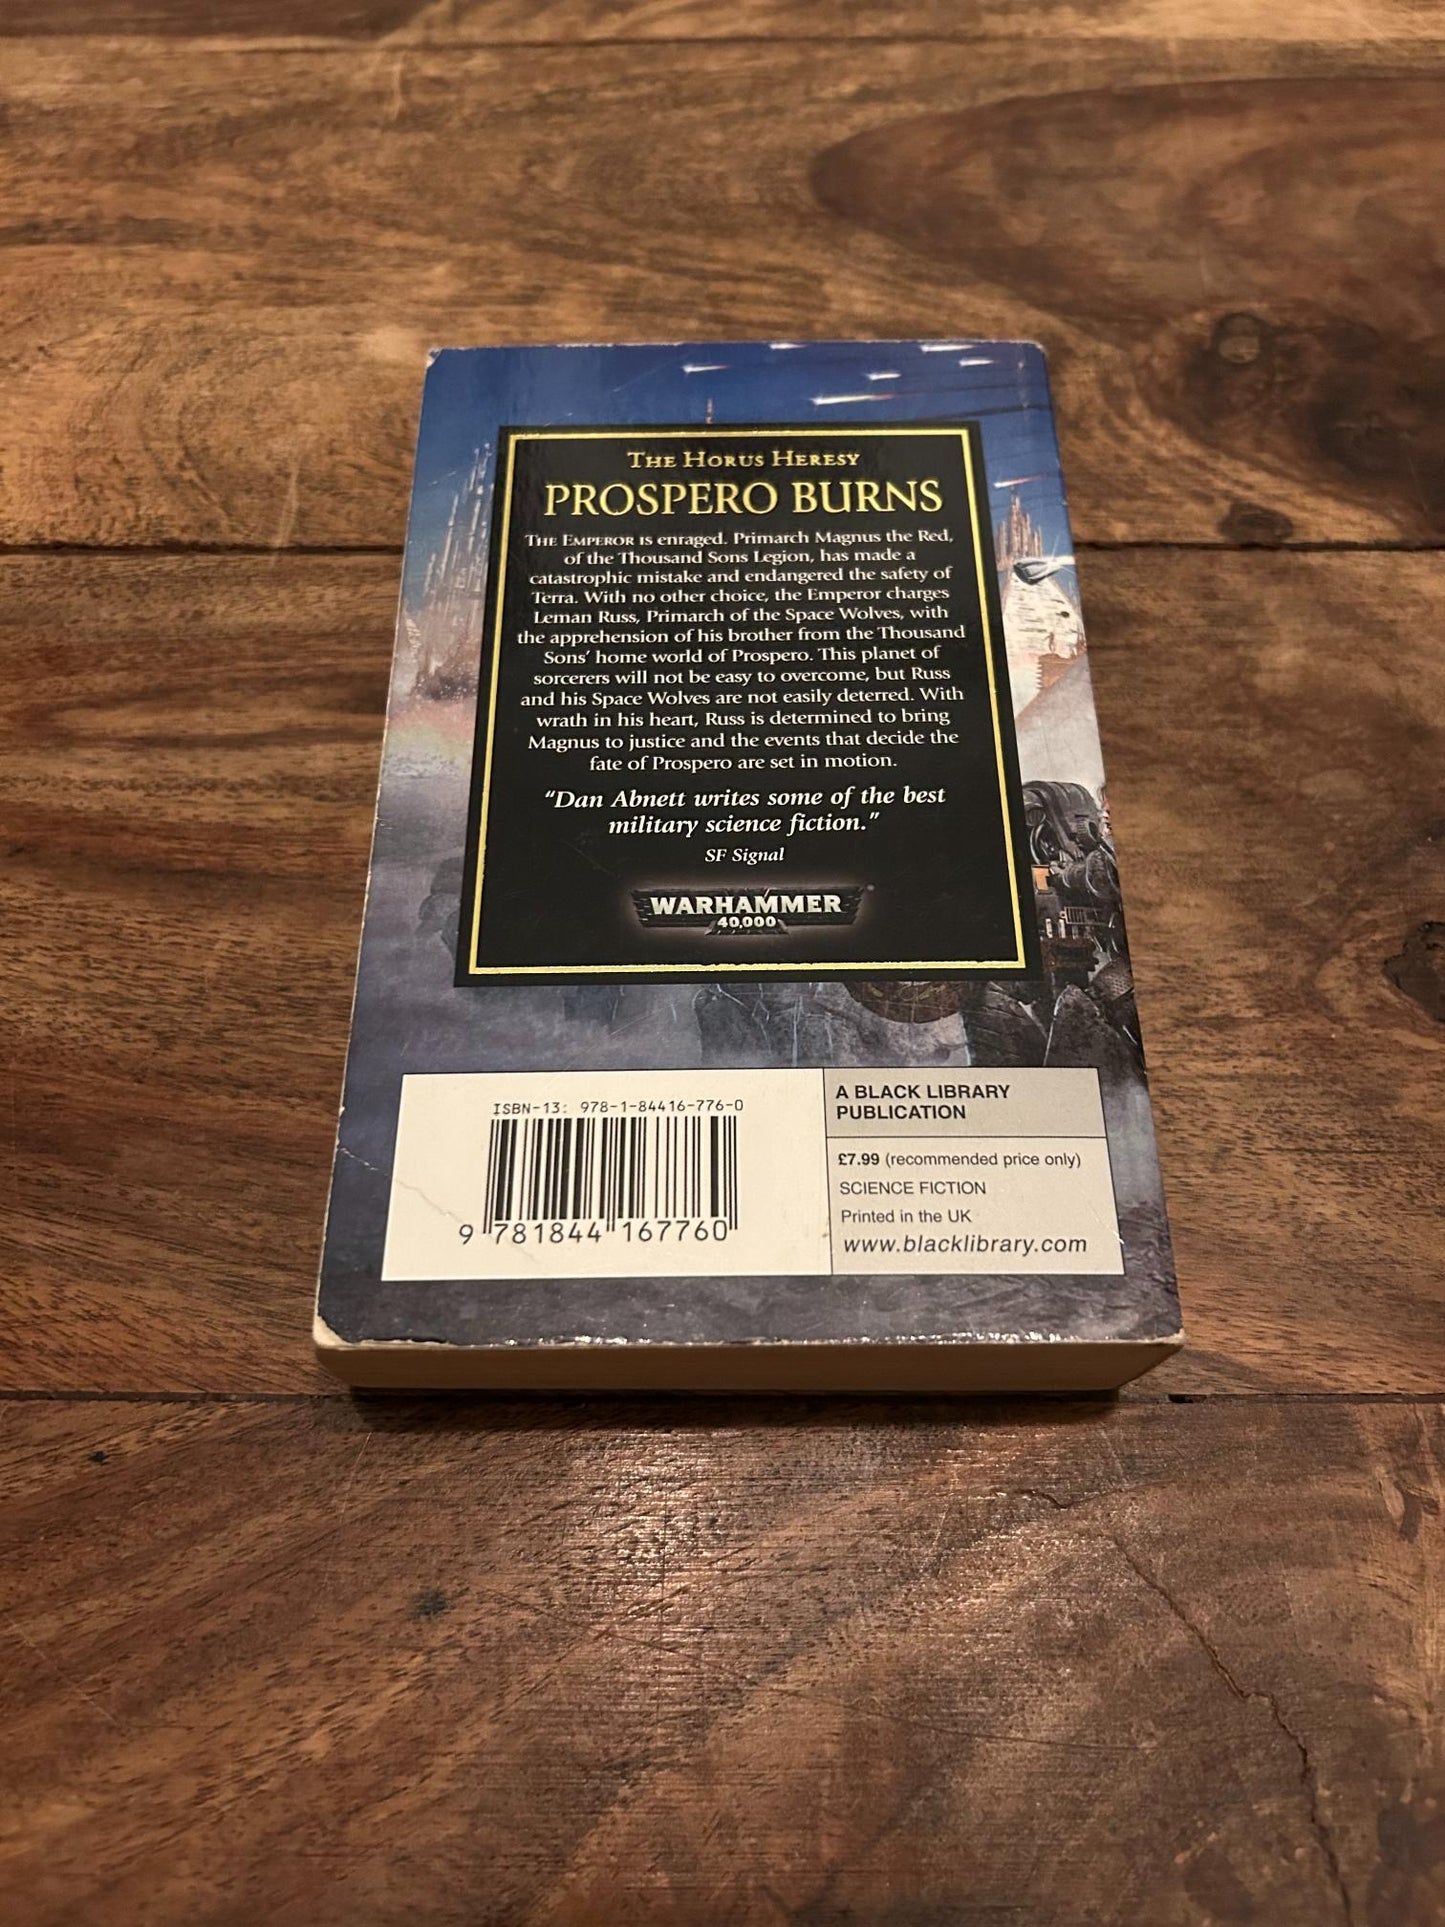 THE HORUS HERESY
PROSPERO BURNS
THE EMPEROR IS enraged. Primarch Magnus the Red,
of the Thousand Sons Legion, has made a
catastrophic mistake and endangered the safety of
Terra. With no other choice, the Emperor charges
Leman Russ, Primarch of the Space Wolves, with
the apprehension of his brother from the Thousand
Sons' home world of Prospero. This planet of
sorcerers will not be easy to overcome, but Russ
and his Space Wolves are not easily deterred. With
wrath in his heart, Russ is determined to bring
Magnus to justice and the events that decide the
fate of Prospero are set in motion.
"Dan Abnett writes some of the best
military science fiction."
SF Signal
WARHAMMER
40,000
ISBN-13: 978-1-84416-776-0
9 781844 167760
A BLACK LIBRARY
PUBLICATION
£7.99 (recommended price only)
SCIENCE FICTION
Printed in the UK
www.blacklibrary.com